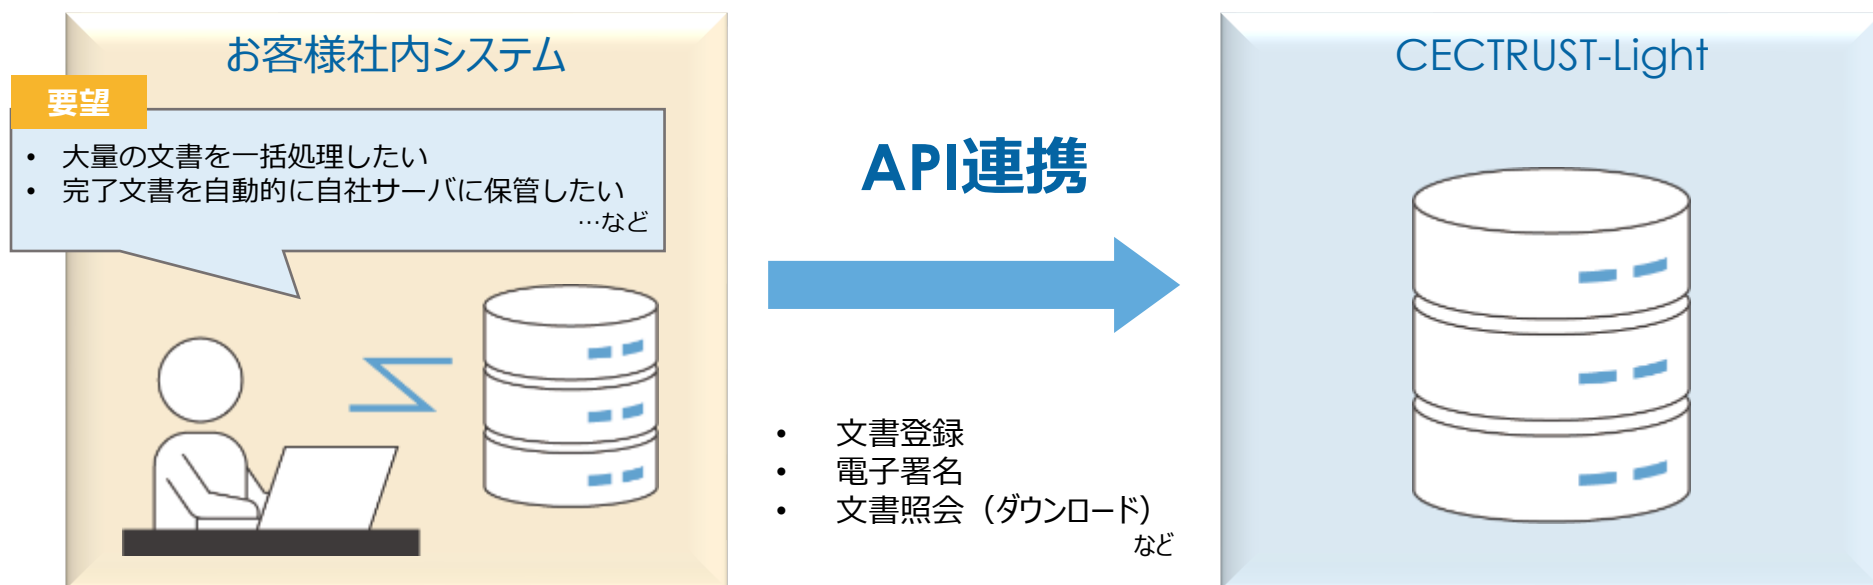 お客様社内システム
要望
• 大量の文書を一括処理したい
• 完了文書を自動的に自社サーバに保管したい
…など
API連携
• 文書登録
• 電子署名
• 文書照会（ダウンロード）
など
CECTRUST-Light